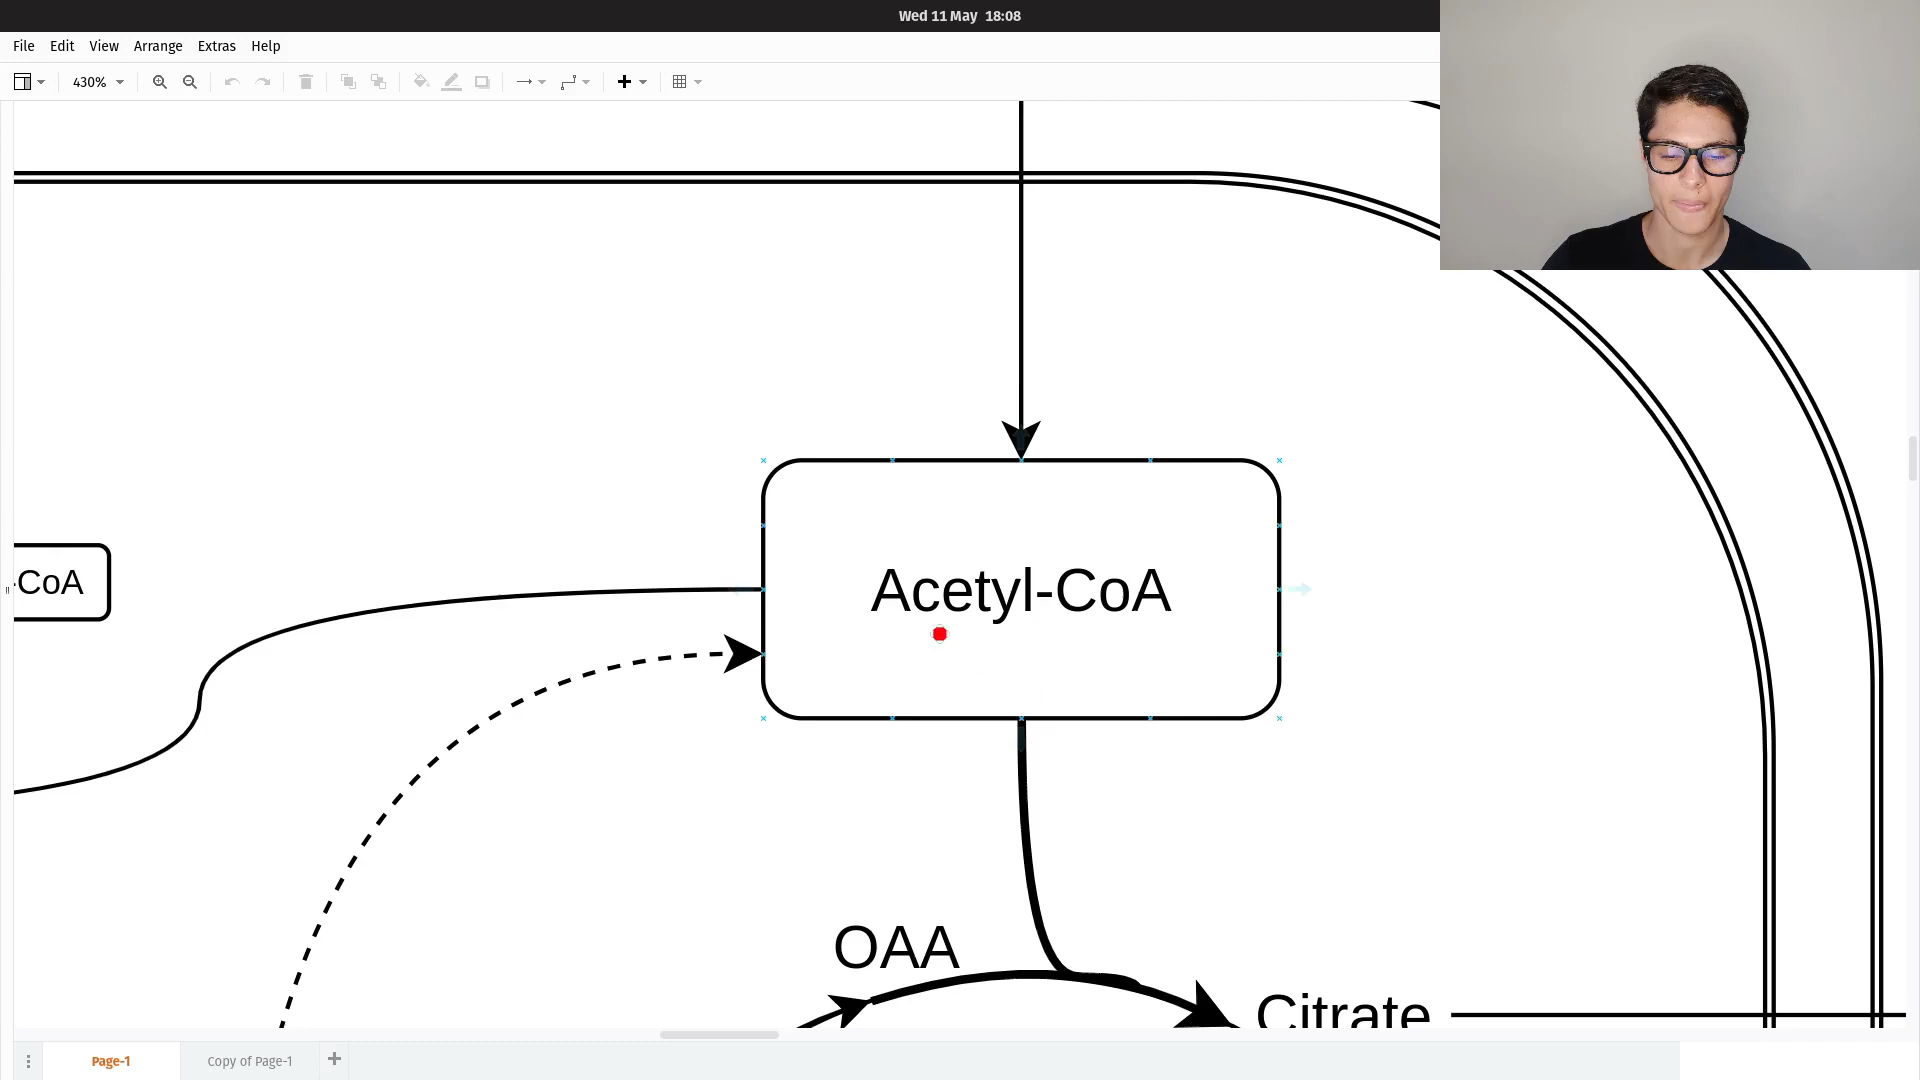 Wed 11 May 18:08
File Edit View Arrange Extras Help
430%
-CoA
Acetyl-CoA
OAA
Citrate
Page-1 Copy of Page-1